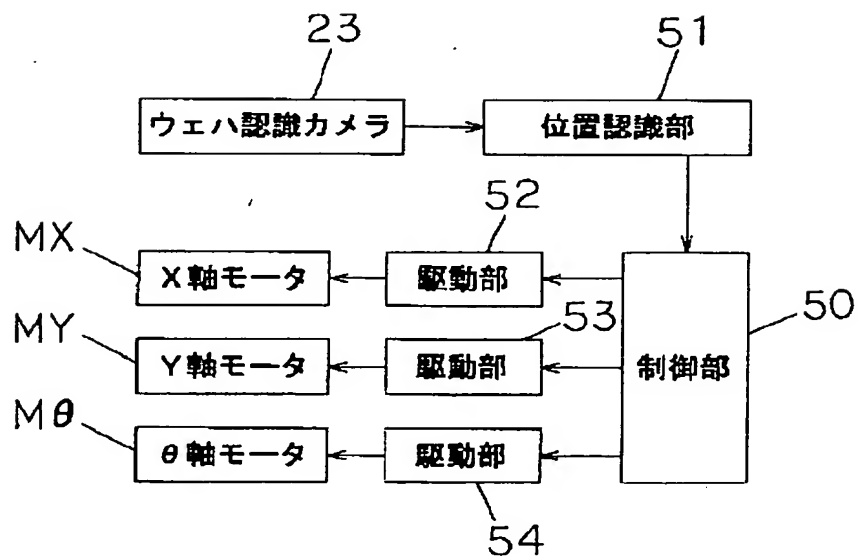 23
51
ウェハ認識カメラ
位置認識部
52
MX
X軸モータ
駆動部
53
50
MY
Y軸モータ
駆動部
制御部
Mθ
θ軸モータ
駆動部
54